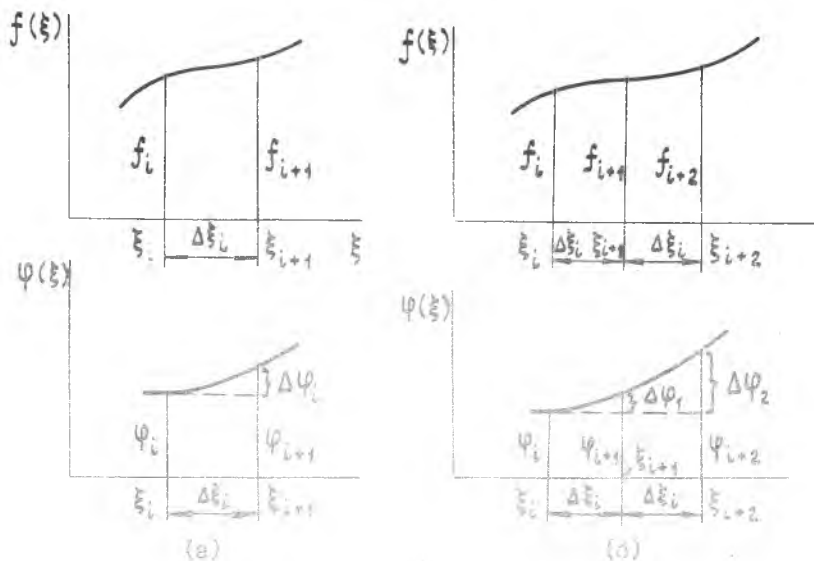 f(ξ) f(ξ)
f_i f_{i+1} f_i f_{i+1} f_{i+2}
ξ_i Δξ_i ξ_{i+1} ξ ξ_i Δξ_i ξ_{i+1} Δξ_i ξ_{i+2}
φ(ξ) φ(ξ)
Δφ_i Δφ_1 Δφ_2
φ_i φ_{i+1} φ_i φ_{i+1} ξ_{i+1} φ_{i+2}
ξ_i Δξ_i ξ_{i+1} ξ_i Δξ_i Δξ_i ξ_{i+2}
(а) (б)